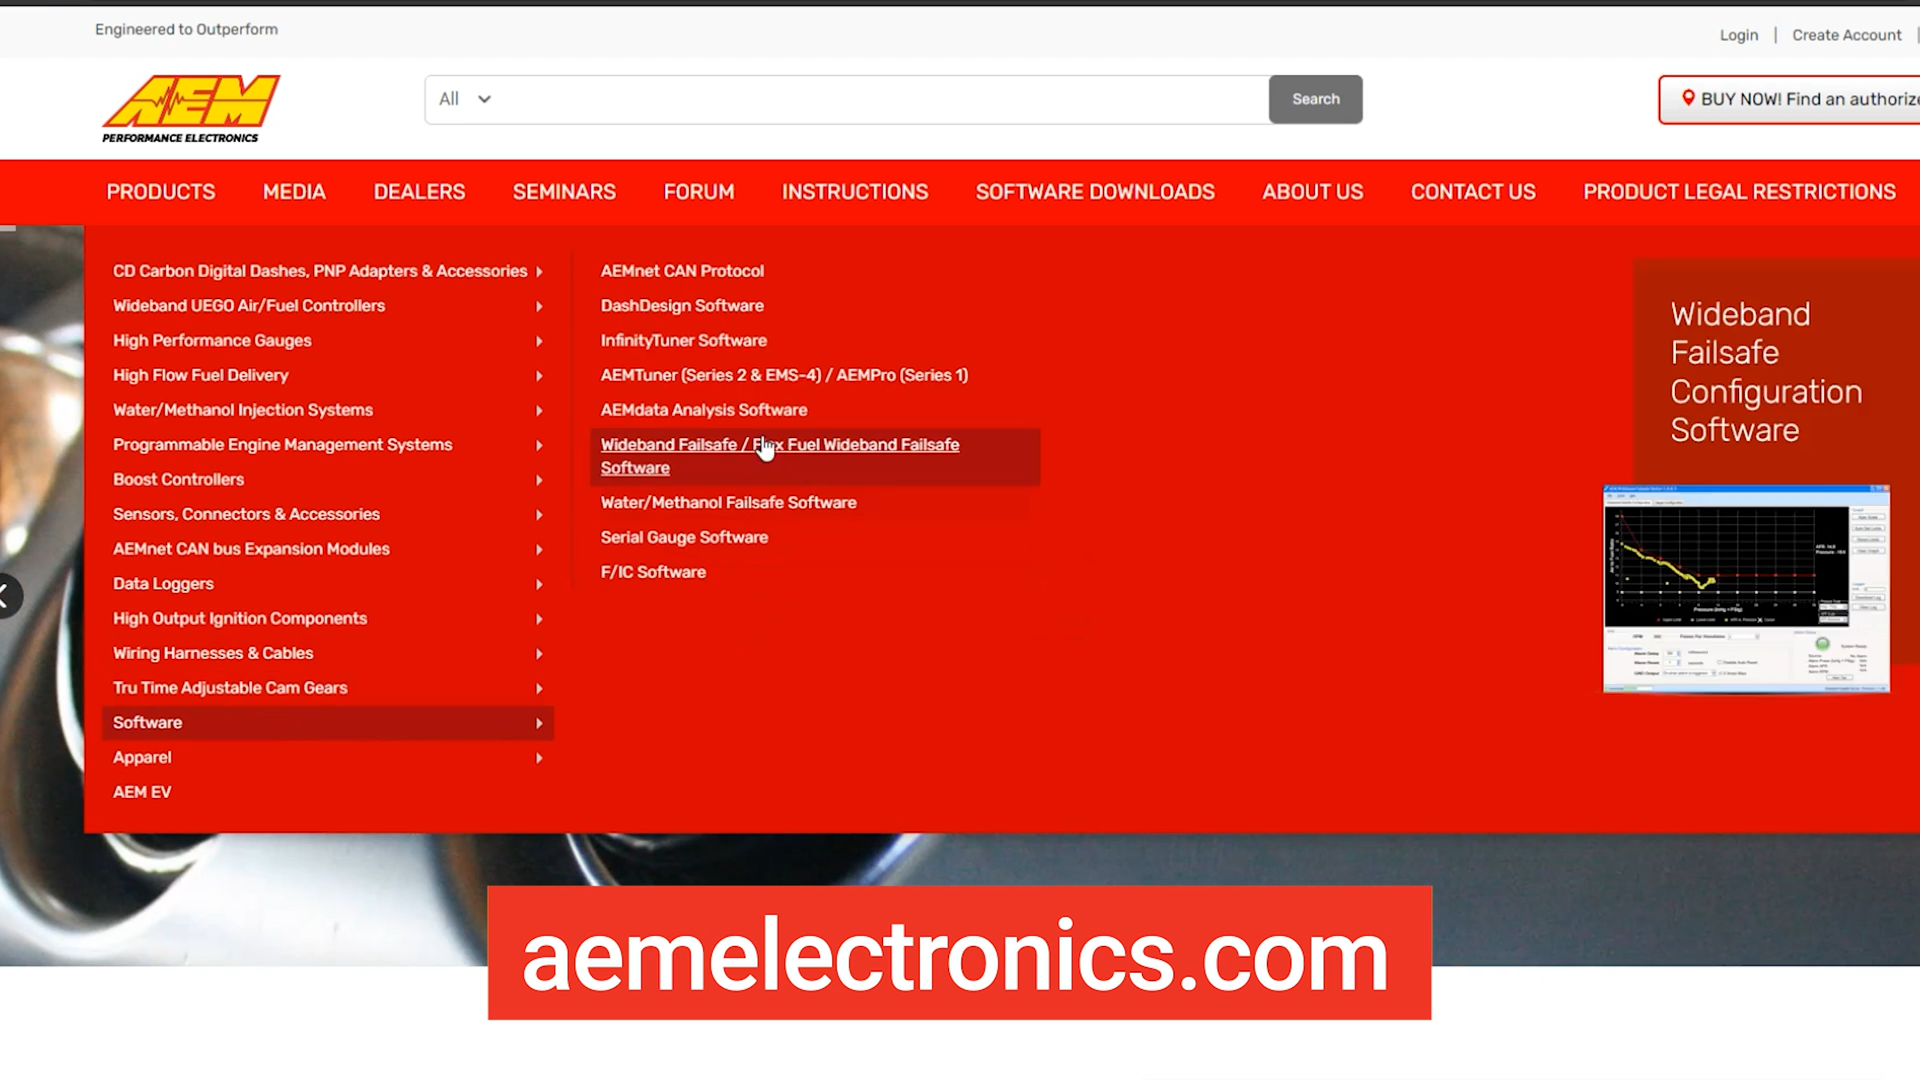 Engineered to Outperform
Login | Create Account |
AEM
PERFORMANCE ELECTRONICS
All
Search
BUY NOW! Find an authorize
PRODUCTS MEDIA DEALERS SEMINARS FORUM INSTRUCTIONS SOFTWARE DOWNLOADS ABOUT US CONTACT US PRODUCT LEGAL RESTRICTIONS
CD Carbon Digital Dashes, PNP Adapters & Accessories
Wideband UEGO Air/Fuel Controllers
High Performance Gauges
High Flow Fuel Delivery
Water/Methanol Injection Systems
Programmable Engine Management Systems
Boost Controllers
Sensors, Connectors & Accessories
AEMnet CAN bus Expansion Modules
Data Loggers
High Output Ignition Components
Wiring Harnesses & Cables
Tru Time Adjustable Cam Gears
Software
Apparel
AEM EV
AEMnet CAN Protocol
DashDesign Software
InfinityTuner Software
AEMTuner (Series 2 & EMS-4) / AEMPro (Series 1)
AEMdata Analysis Software
Wideband Failsafe / Flex Fuel Wideband Failsafe
Software
Water/Methanol Failsafe Software
Serial Gauge Software
F/IC Software
Wideband
Failsafe
Configuration
Software
aemelectronics.com